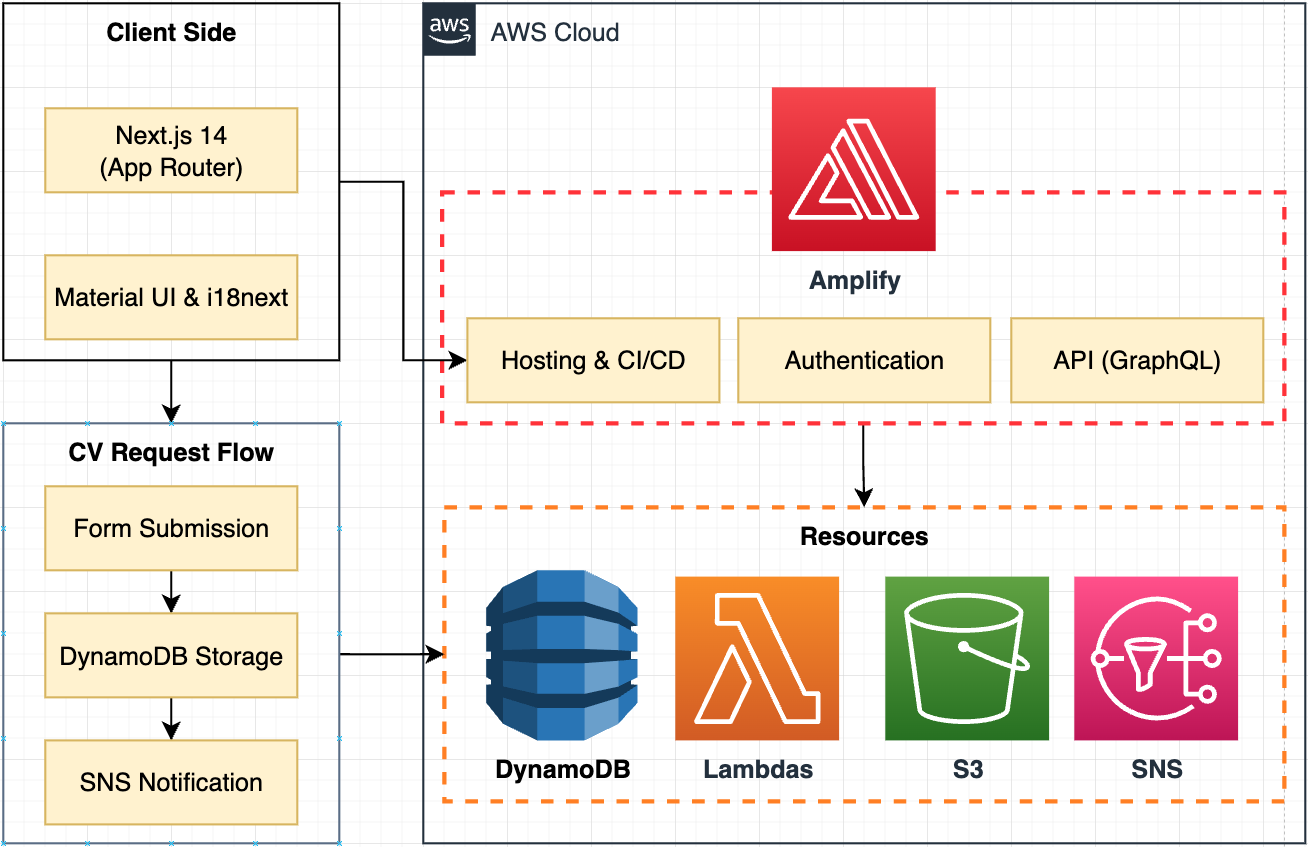 Client Side
Next.js 14
(App Router)
Material UI & i18next
CV Request Flow
Form Submission
DynamoDB Storage
SNS Notification
aws
AWS Cloud
Amplify
Hosting & CI/CD
Authentication
API (GraphQL)
Resources
DynamoDB
Lambdas
S3
SNS